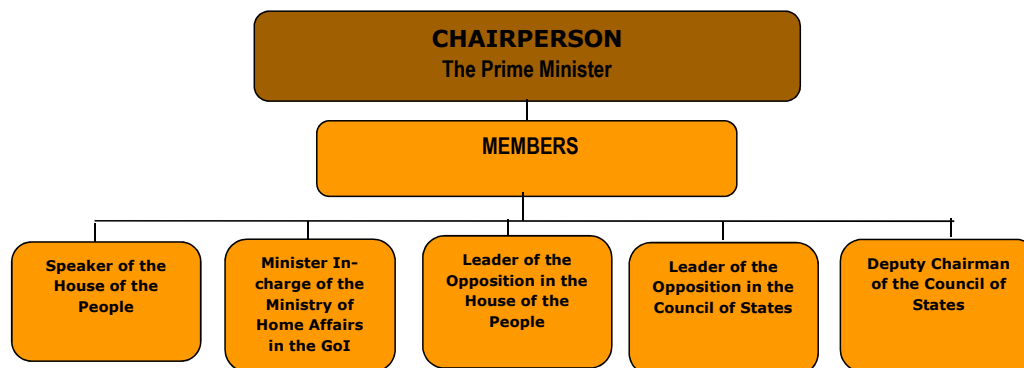 CHAIRPERSON
The Prime Minister
MEMBERS
Speaker of the
House of the
People
Minister In-
charge of the
Ministry of
Home Affairs
in the GoI
Leader of the
Opposition in the
House of the
People
Leader of the
Opposition in the
Council of States
Deputy Chairman
of the Council of
States